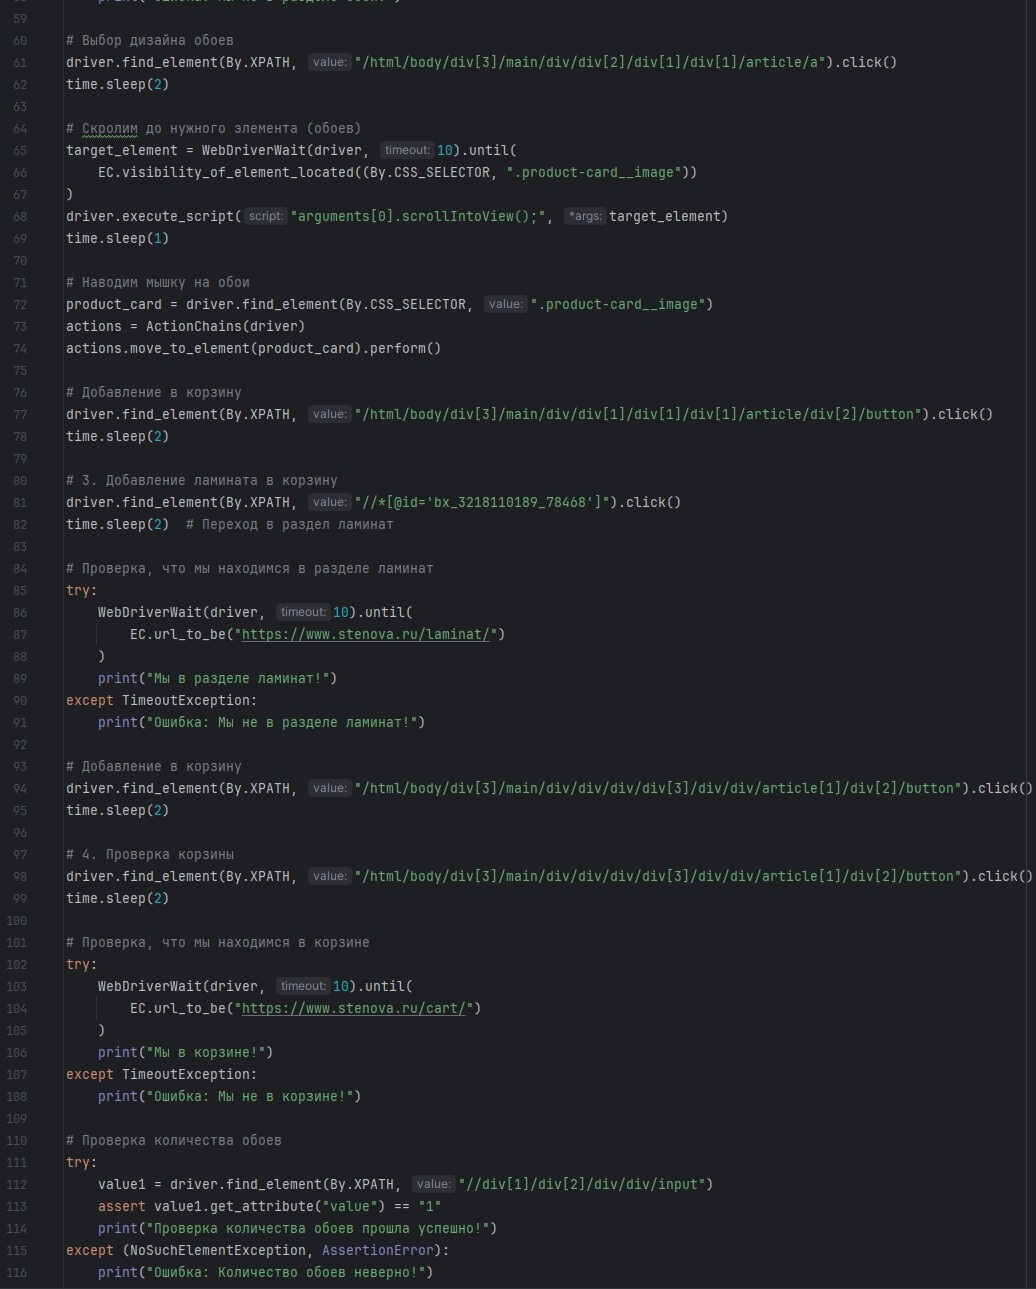 59
60 # Выбор дизайна обоев
61 driver.find_element(By.XPATH, value: "/html/body/div[3]/main/div/div[2]/div[1]/div[1]/article/a").click()
62 time.sleep(2)
63
64 # Скролим до нужного элемента (обоев)
65 target_element = WebDriverWait(driver, timeout: 10).until(
66     EC.visibility_of_element_located((By.CSS_SELECTOR, ".product-card__image"))
67 )
68 driver.execute_script( script: "arguments[0].scrollIntoView();", *args: target_element)
69 time.sleep(1)
70
71 # Наводим мышку на обои
72 product_card = driver.find_element(By.CSS_SELECTOR, value: ".product-card__image")
73 actions = ActionChains(driver)
74 actions.move_to_element(product_card).perform()
75
76 # Добавление в корзину
77 driver.find_element(By.XPATH, value: "/html/body/div[3]/main/div/div[1]/div[1]/div[1]/article/div[2]/button").click()
78 time.sleep(2)
79
80 # 3. Добавление ламината в корзину
81 driver.find_element(By.XPATH, value: "//*[@id='bx_3218110189_78468']").click()
82 time.sleep(2)  # Переход в раздел ламинат
83
84 # Проверка, что мы находимся в разделе ламинат
85 try:
86     WebDriverWait(driver, timeout: 10).until(
87         EC.url_to_be("https://www.stenova.ru/laminat/")
88     )
89     print("Мы в разделе ламинат!")
90 except TimeoutException:
91     print("Ошибка: Мы не в разделе ламинат!")
92
93 # Добавление в корзину
94 driver.find_element(By.XPATH, value: "/html/body/div[3]/main/div/div/div/div[3]/div/div/article[1]/div[2]/button").click()
95 time.sleep(2)
96
97 # 4. Проверка корзины
98 driver.find_element(By.XPATH, value: "/html/body/div[3]/main/div/div/div/div[3]/div/div/article[1]/div[2]/button").click()
99 time.sleep(2)
100
101 # Проверка, что мы находимся в корзине
102 try:
103     WebDriverWait(driver, timeout: 10).until(
104         EC.url_to_be("https://www.stenova.ru/cart/")
105     )
106     print("Мы в корзине!")
107 except TimeoutException:
108     print("Ошибка: Мы не в корзине!")
109
110 # Проверка количества обоев
111 try:
112     value1 = driver.find_element(By.XPATH, value: "//div[1]/div[2]/div/div/input")
113     assert value1.get_attribute("value") == "1"
114     print("Проверка количества обоев прошла успешно!")
115 except (NoSuchElementException, AssertionError):
116     print("Ошибка: Количество обоев неверно!")